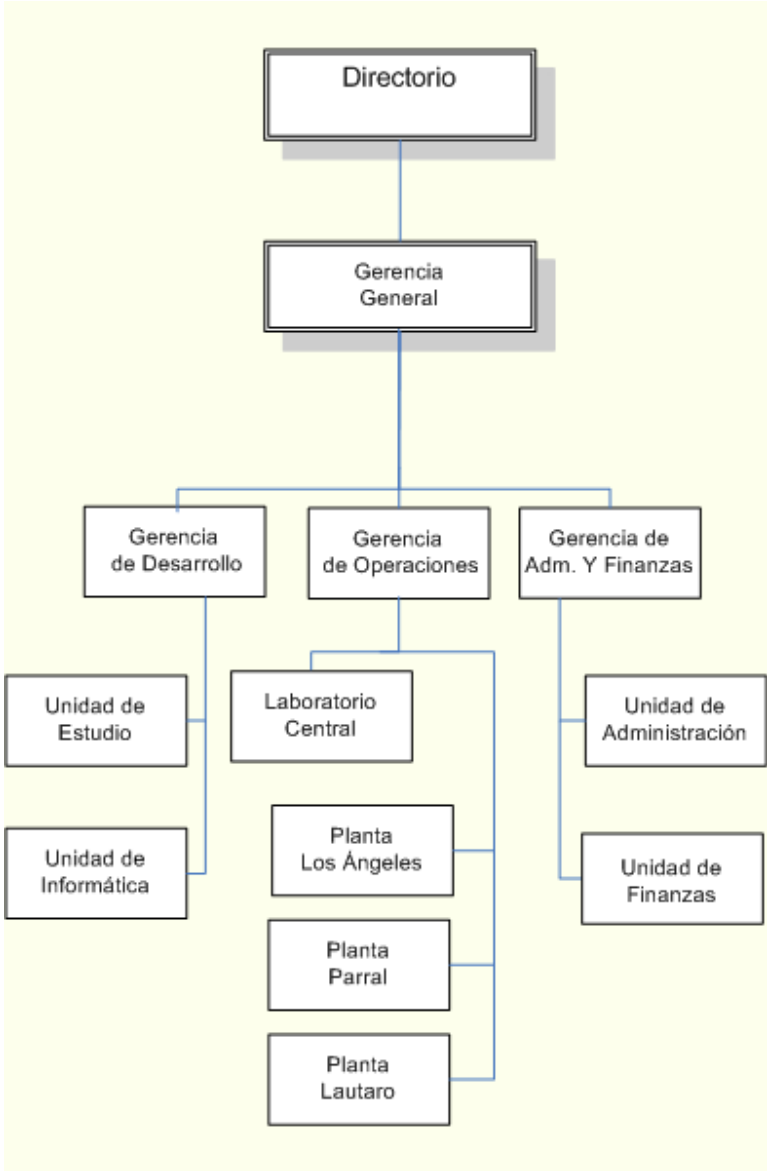 Directorio
Gerencia
General
Gerencia
de Desarrollo
Gerencia
de Operaciones
Gerencia de
Adm. Y Finanzas
Unidad de
Estudio
Laboratorio
Central
Unidad de
Administración
Unidad de
Informática
Planta
Los Ángeles
Unidad de
Finanzas
Planta
Parral
Planta
Lautaro